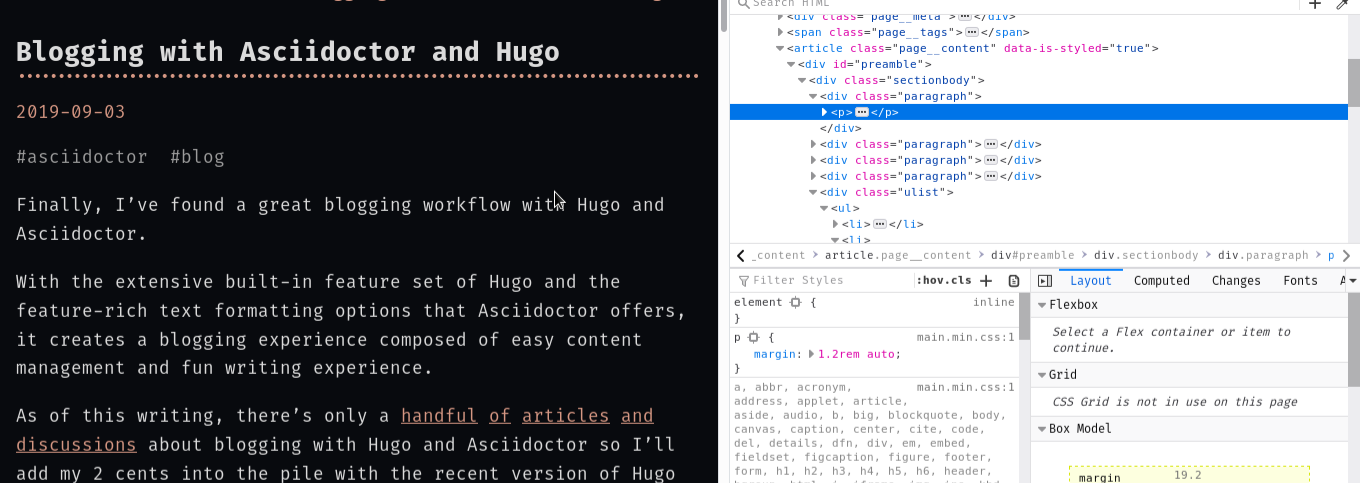 Blogging with Asciidoctor and Hugo
2019-09-03
#asciidoctor #blog
Finally, I’ve found a great blogging workflow with Hugo and
Asciidoctor.
With the extensive built-in feature set of Hugo and the
feature-rich text formatting options that Asciidoctor offers,
it creates a blogging experience composed of easy content
management and fun writing experience.
As of this writing, there’s only a handful of articles and
discussions about blogging with Hugo and Asciidoctor so I’ll
add my 2 cents into the pile with the recent version of Hugo
Search HTML
<div class="page__meta">⋯</div>
<span class="page__tags">⋯</span>
<article class="page__content" data-is-styled="true">
<div id="preamble">
<div class="sectionbody">
<div class="paragraph">
<p>⋯</p>
</div>
<div class="paragraph">⋯</div>
<div class="paragraph">⋯</div>
<div class="paragraph">⋯</div>
<div class="ulist">
<ul>
<li>⋯</li>
<li>
_content > article.page__content > div#preamble > div.sectionbody > div.paragraph > p
Filter Styles :hov .cls +
element { inline
}
p { main.min.css:1
margin: 1.2rem auto;
}
a, abbr, acronym, main.min.css:1
address, applet, article,
aside, audio, b, big, blockquote, body,
canvas, caption, center, cite, code,
del, details, dfn, div, em, embed,
fieldset, figcaption, figure, footer,
form, h1, h2, h3, h4, h5, h6, header,
Layout Computed Changes Fonts
Flexbox
Select a Flex container or item to
continue.
Grid
CSS Grid is not in use on this page
Box Model
margin 19.2